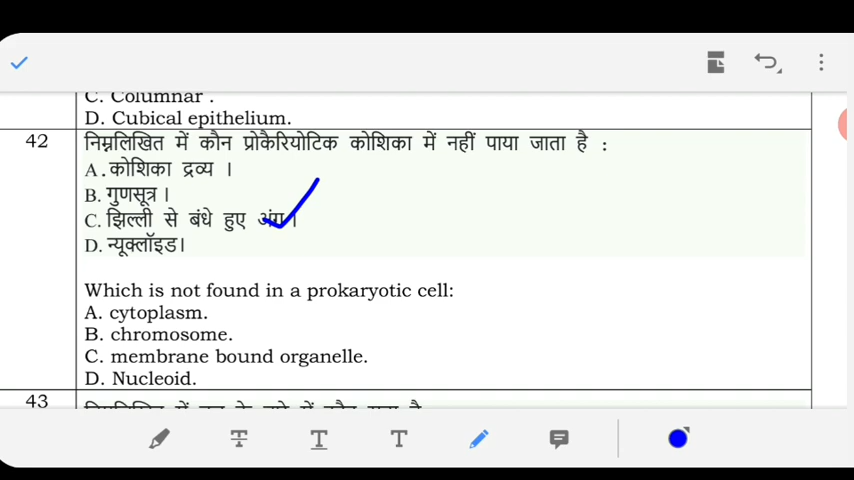 C. Columnar .
D. Cubical epithelium.
42
निम्नलिखित में कौन प्रोकैरियोटिक कोशिका में नहीं पाया जाता है :
A.कोशिका द्रव्य ।
B. गुणसूत्र।
C. झिल्ली से बंधे हुए अंग।
D. न्यूक्लॉइड।
Which is not found in a prokaryotic cell:
A. cytoplasm.
B. chromosome.
C. membrane bound organelle.
D. Nucleoid.
43
T T T